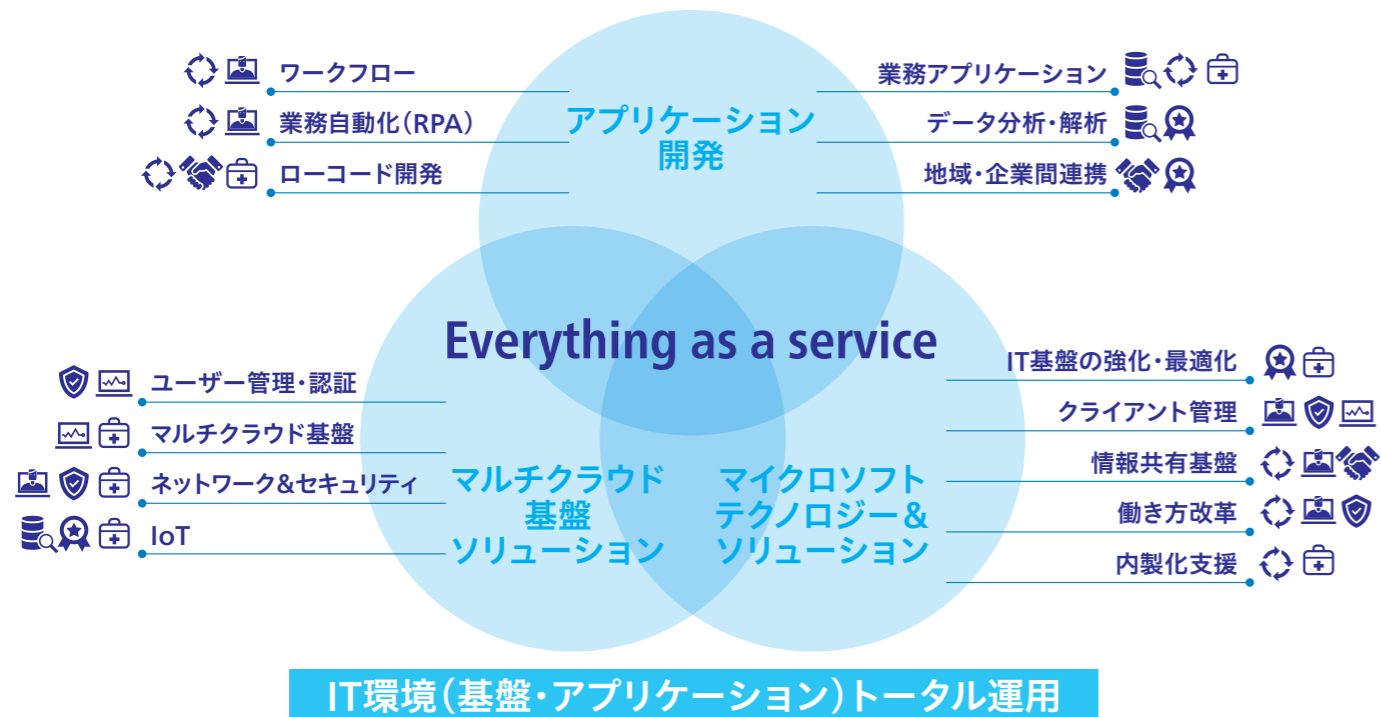 ワークフロー
業務自動化（RPA）
ローコード開発
アプリケーション
開発
業務アプリケーション
データ分析・解析
地域・企業間連携
Everything as a service
ユーザー管理・認証
マルチクラウド基盤
ネットワーク&セキュリティ
IoT
マルチクラウド
基盤
ソリューション
マイクロソフト
テクノロジー&
ソリューション
IT基盤の強化・最適化
クライアント管理
情報共有基盤
働き方改革
内製化支援
IT環境（基盤・アプリケーション）トータル運用